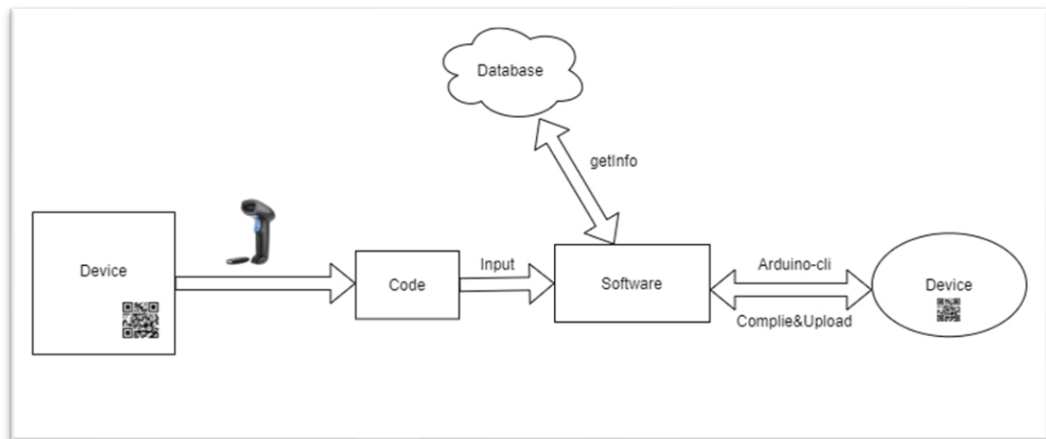 Database
getInfo
Device
Code
Input
Software
Arduino-cli
Complie&Upload
Device